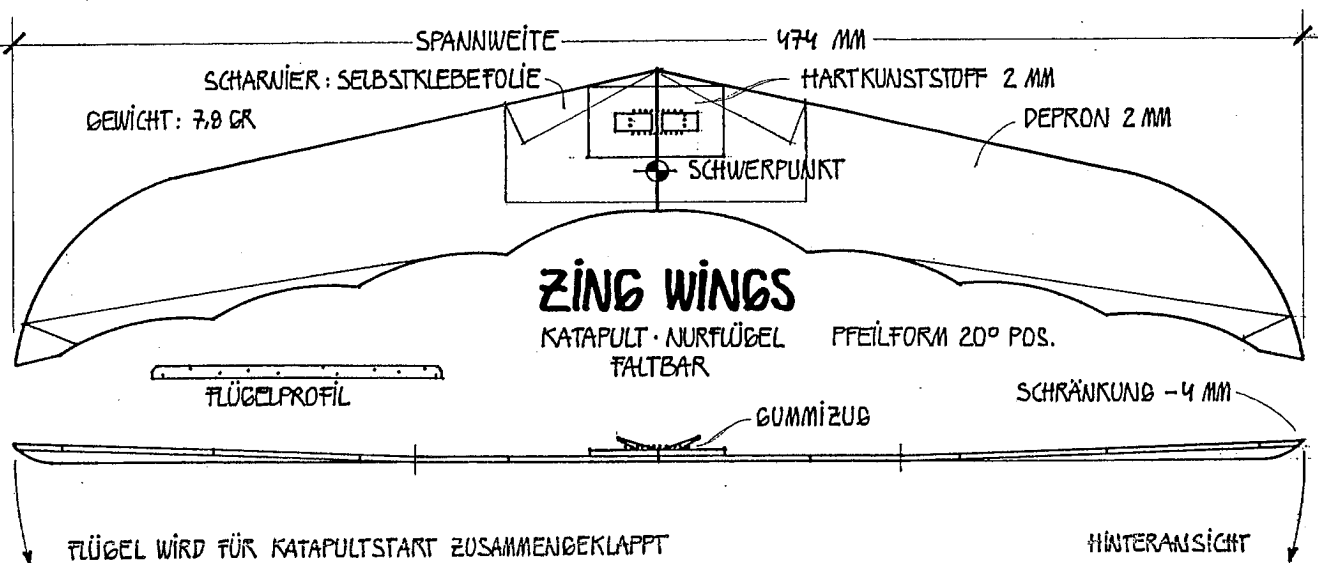 SPANNWEITE 474 MM
SCHARNIER: SELBSTKLEBEFOLIE
HARTKUNSTSTOFF 2 MM
GEWICHT: 7,8 GR
DEPRON 2 MM
SCHWERPUNKT
ZING WINGS
KATAPULT · NURFLÜGEL
PFEILFORM 20° POS.
FALTBAR
FLÜGELPROFIL
SCHRÄNKUNG -4 MM
GUMMIZUG
FLÜGEL WIRD FÜR KATAPULTSTART ZUSAMMENGEKLAPPT
HINTERANSICHT